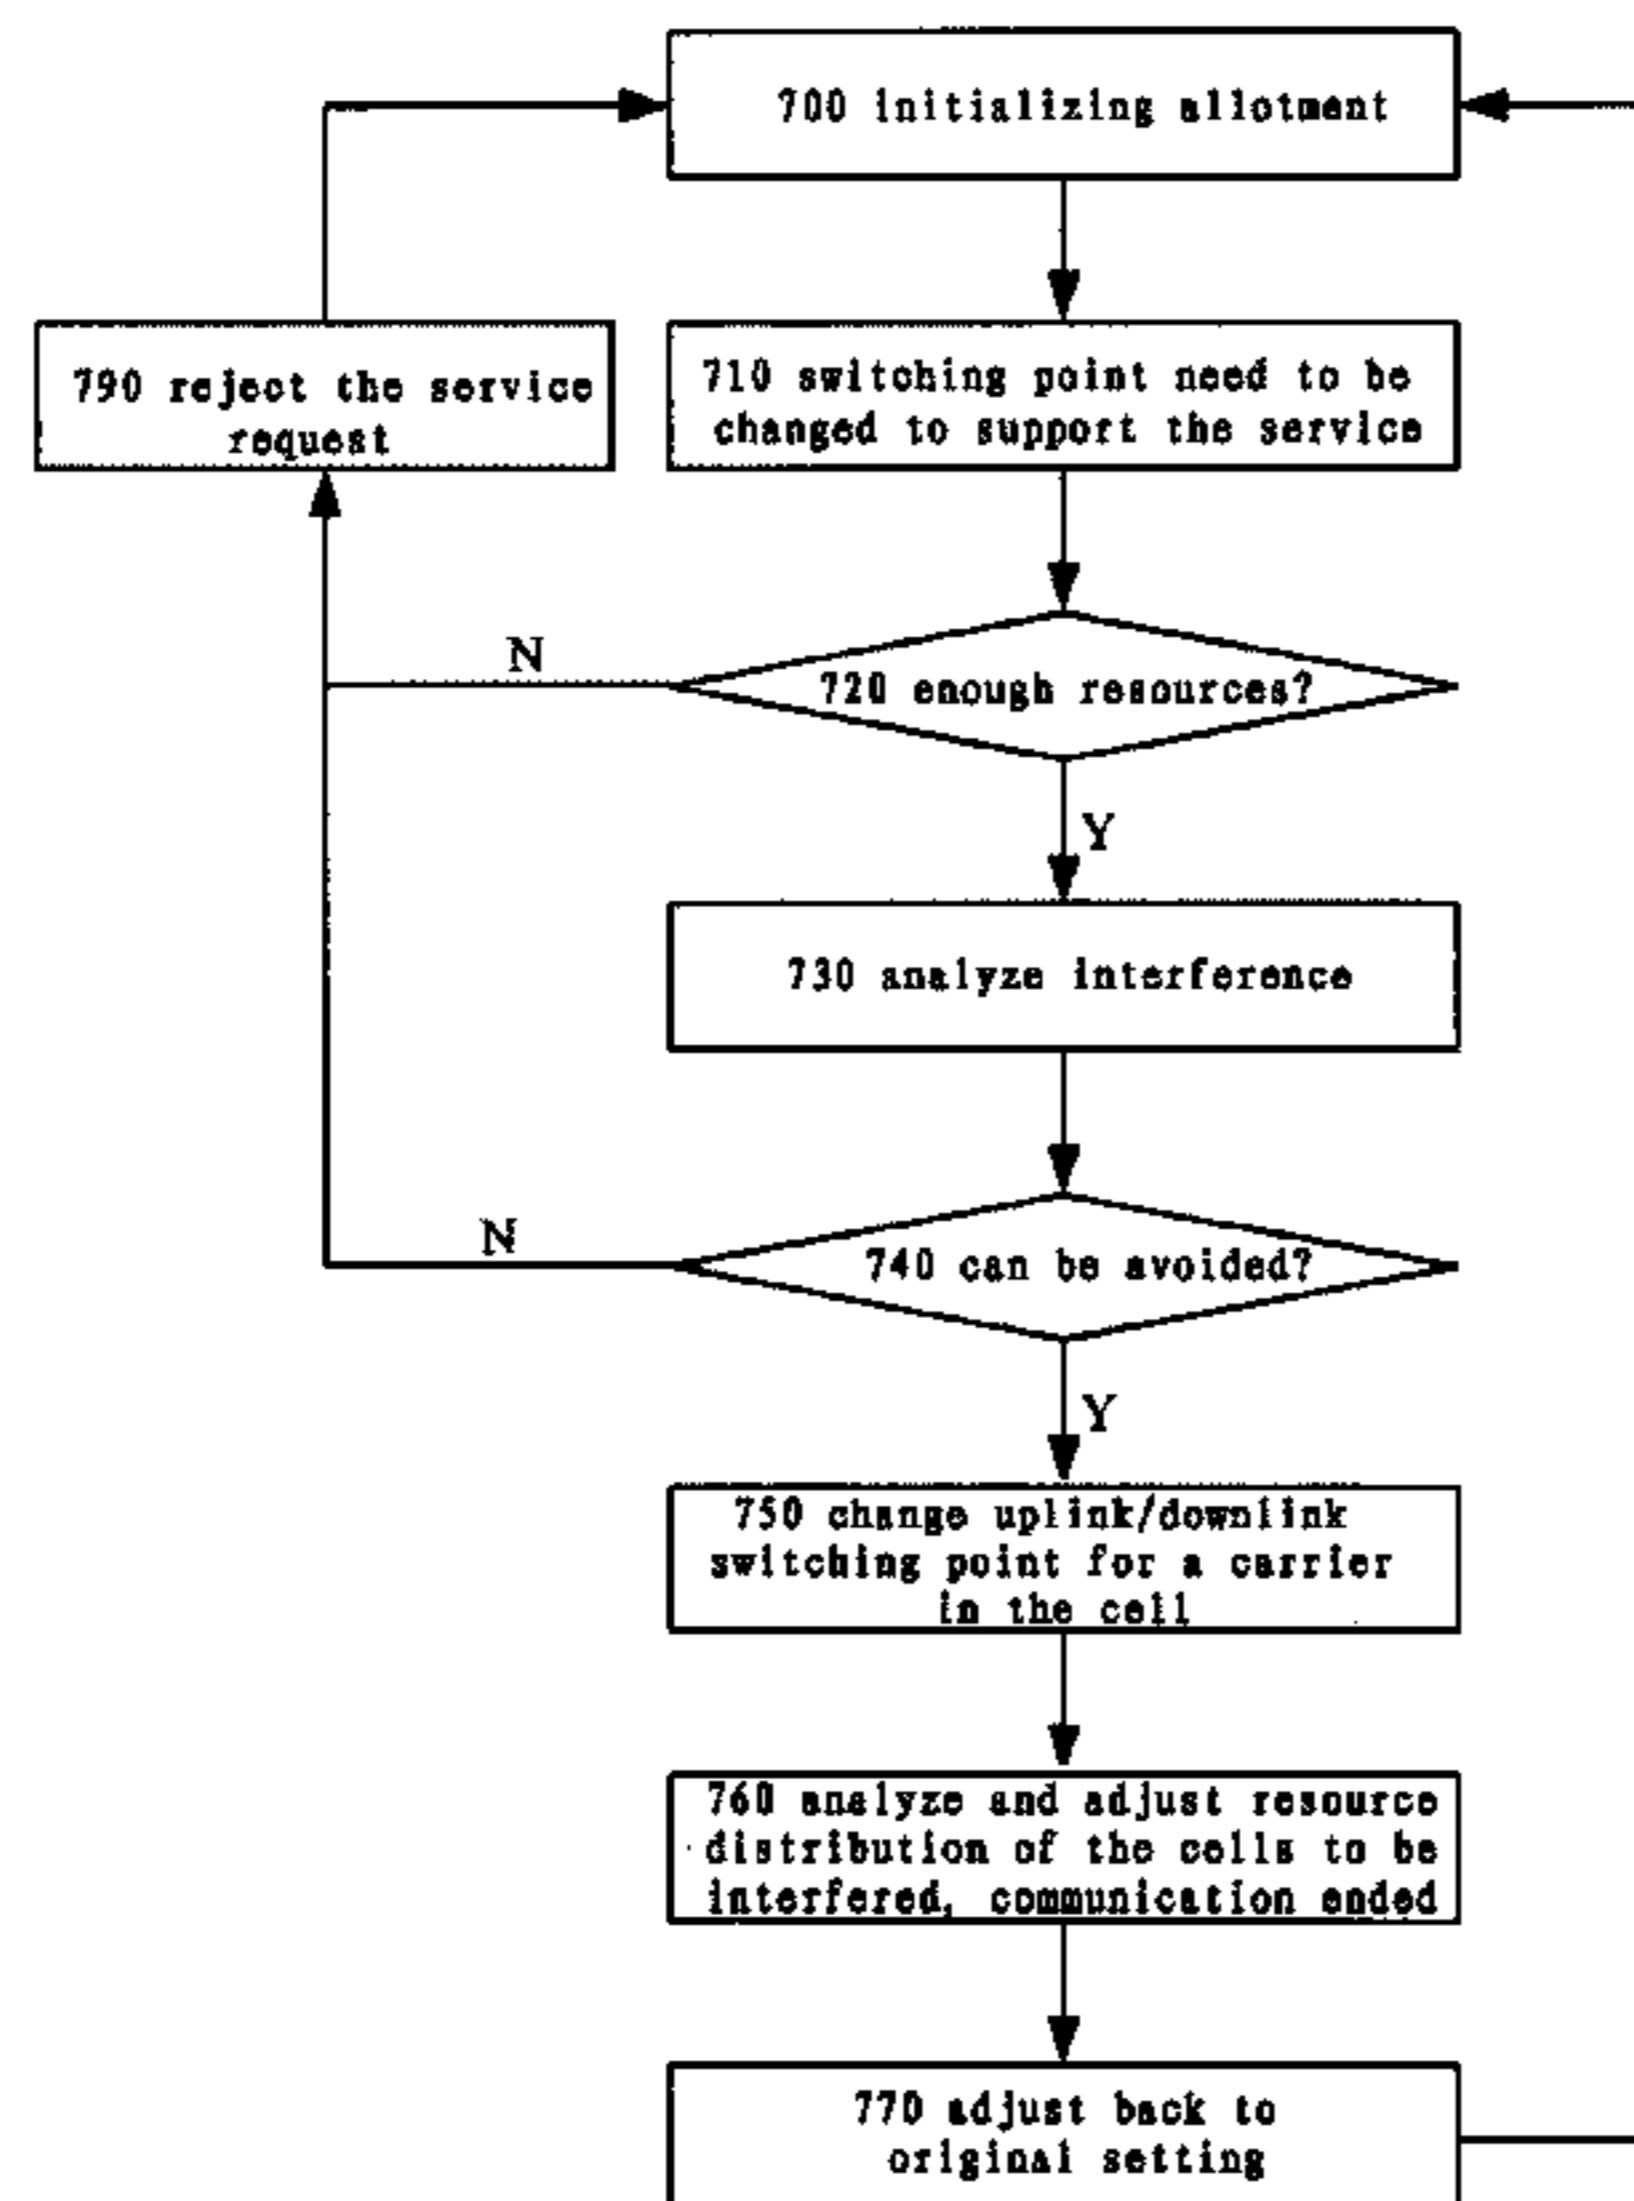 700 initializing allotment
790 reject the service
request
710 switching point need to be
changed to support the service
N
720 enough resources?
Y
730 analyze interference
N
740 can be avoided?
Y
750 change uplink/downlink
switching point for a carrier
in the cell
760 analyze and adjust resource
distribution of the cells to be
interfered, communication ended
770 adjust back to
original setting